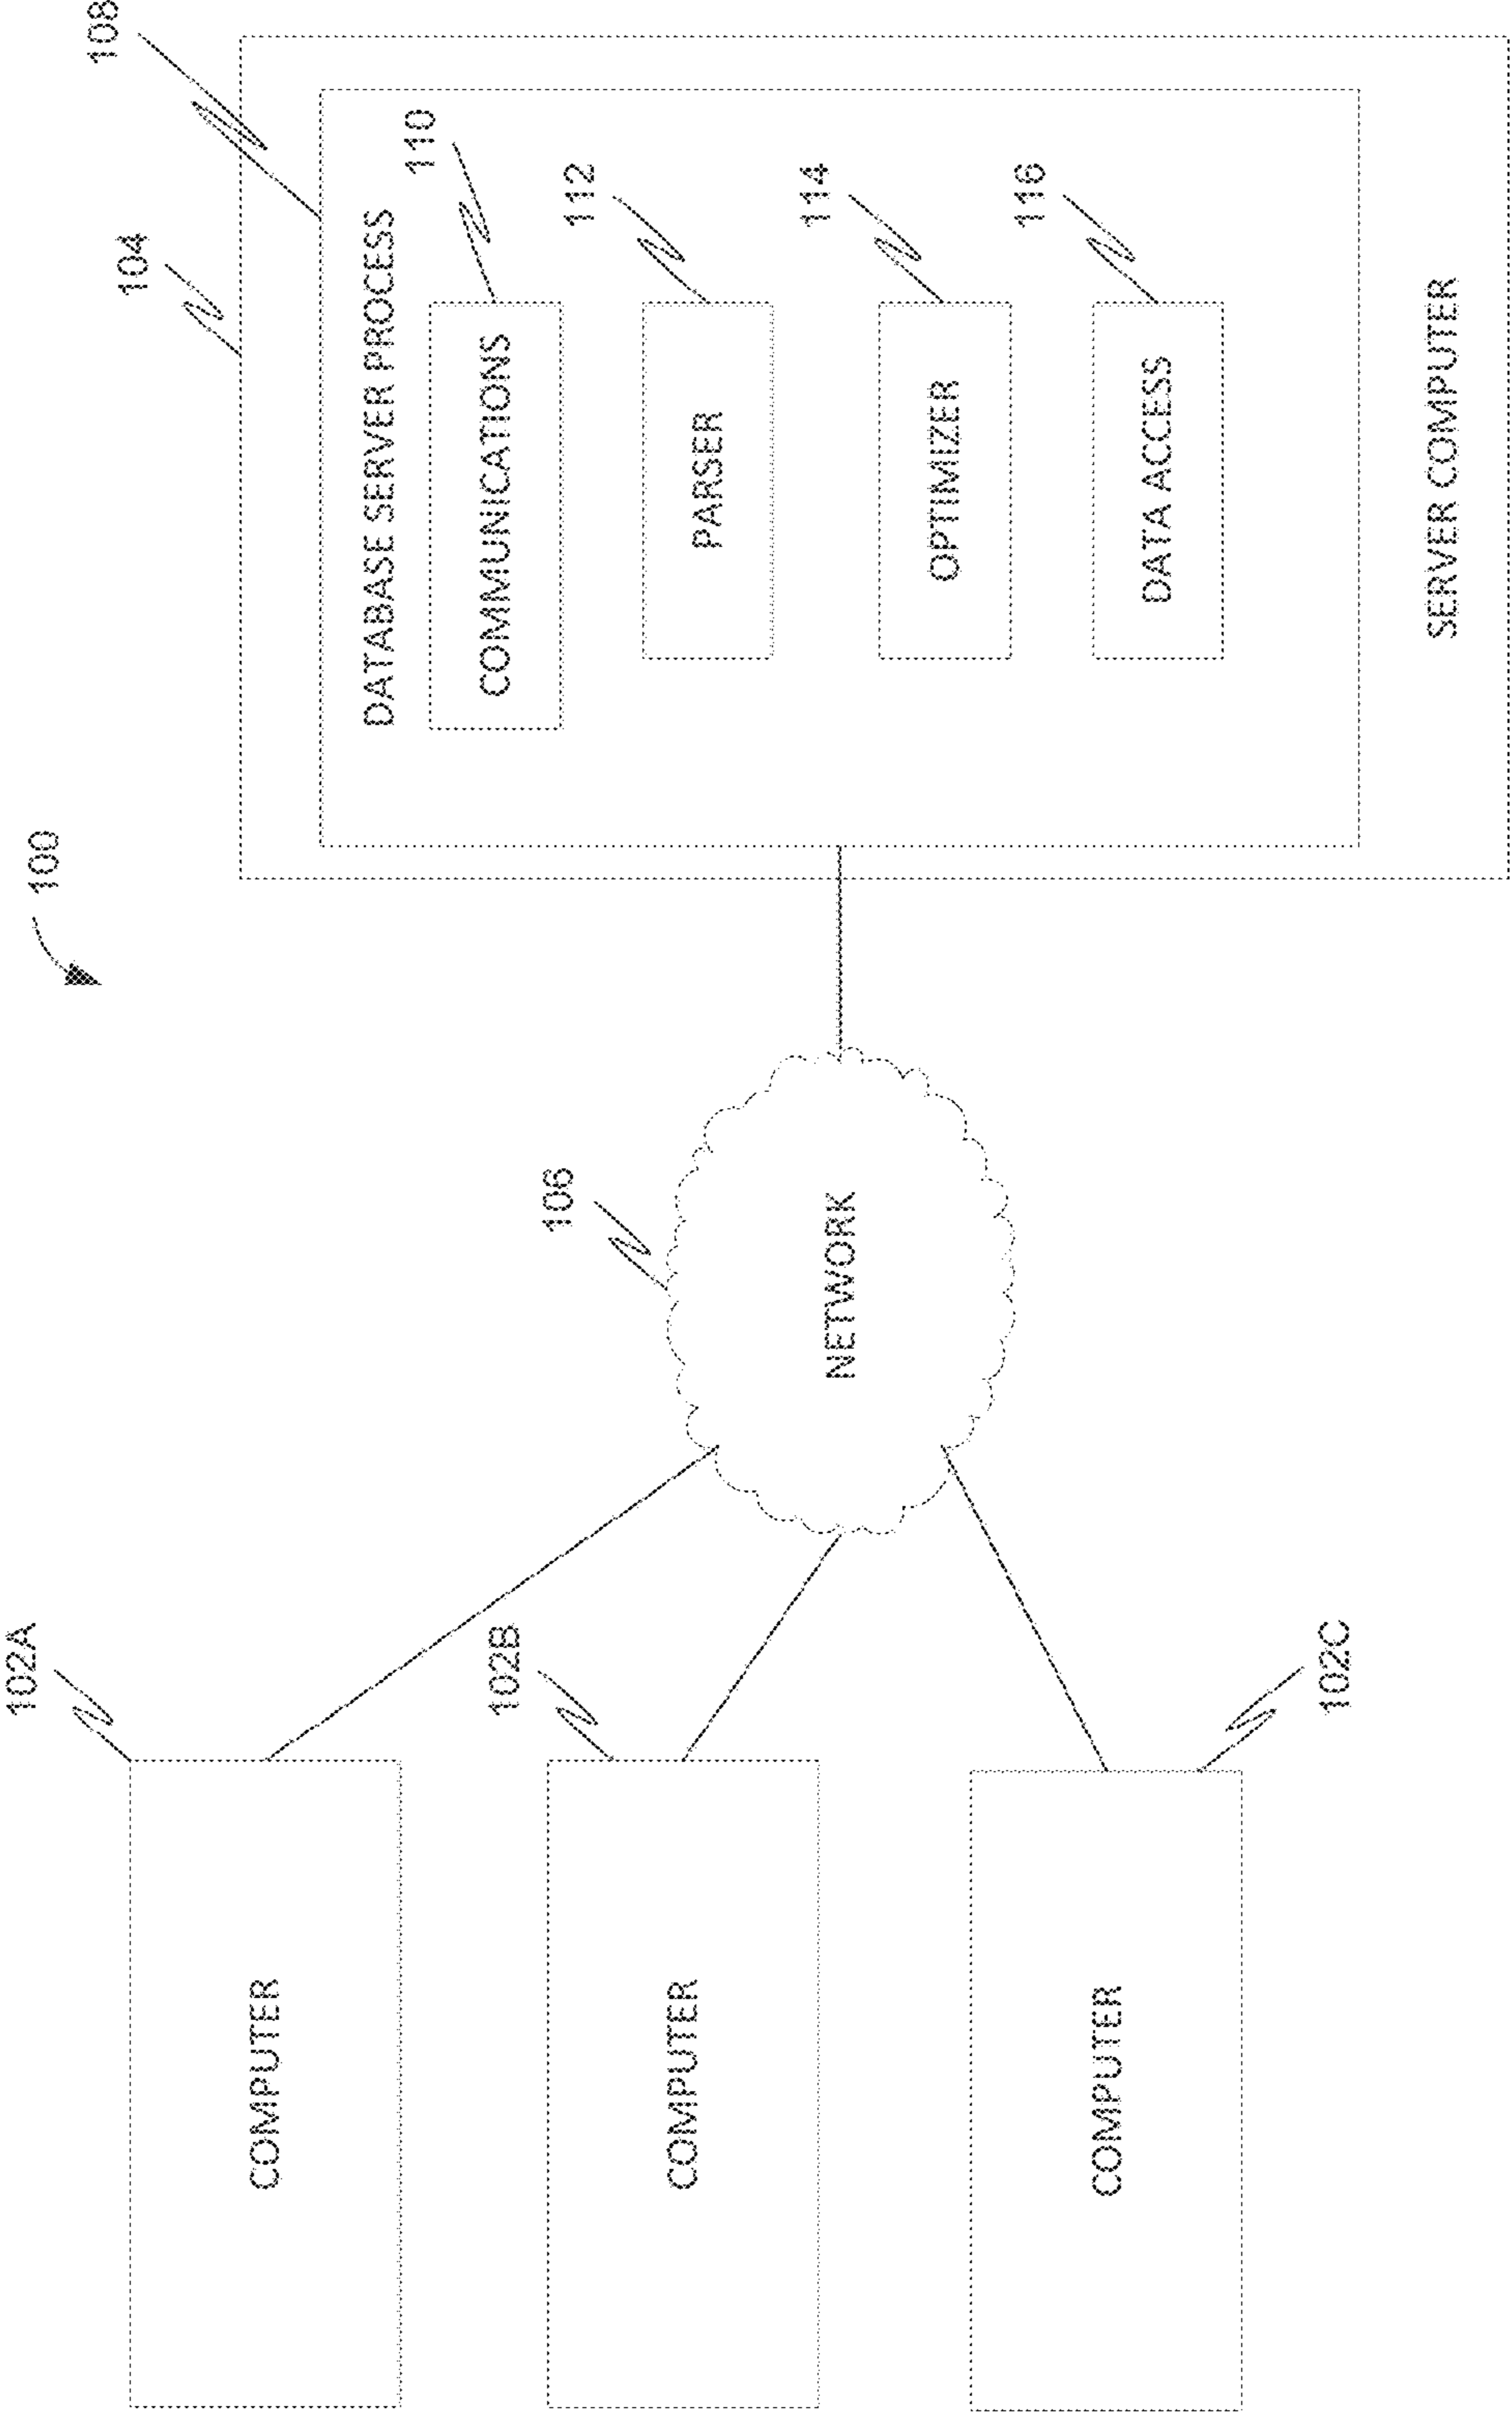 100
102A
COMPUTER
102B
COMPUTER
102C
COMPUTER
106
NETWORK
104
108
DATABASE SERVER PROCESS
110
COMMUNICATIONS
112
PARSER
114
OPTIMIZER
116
DATA ACCESS
SERVER COMPUTER